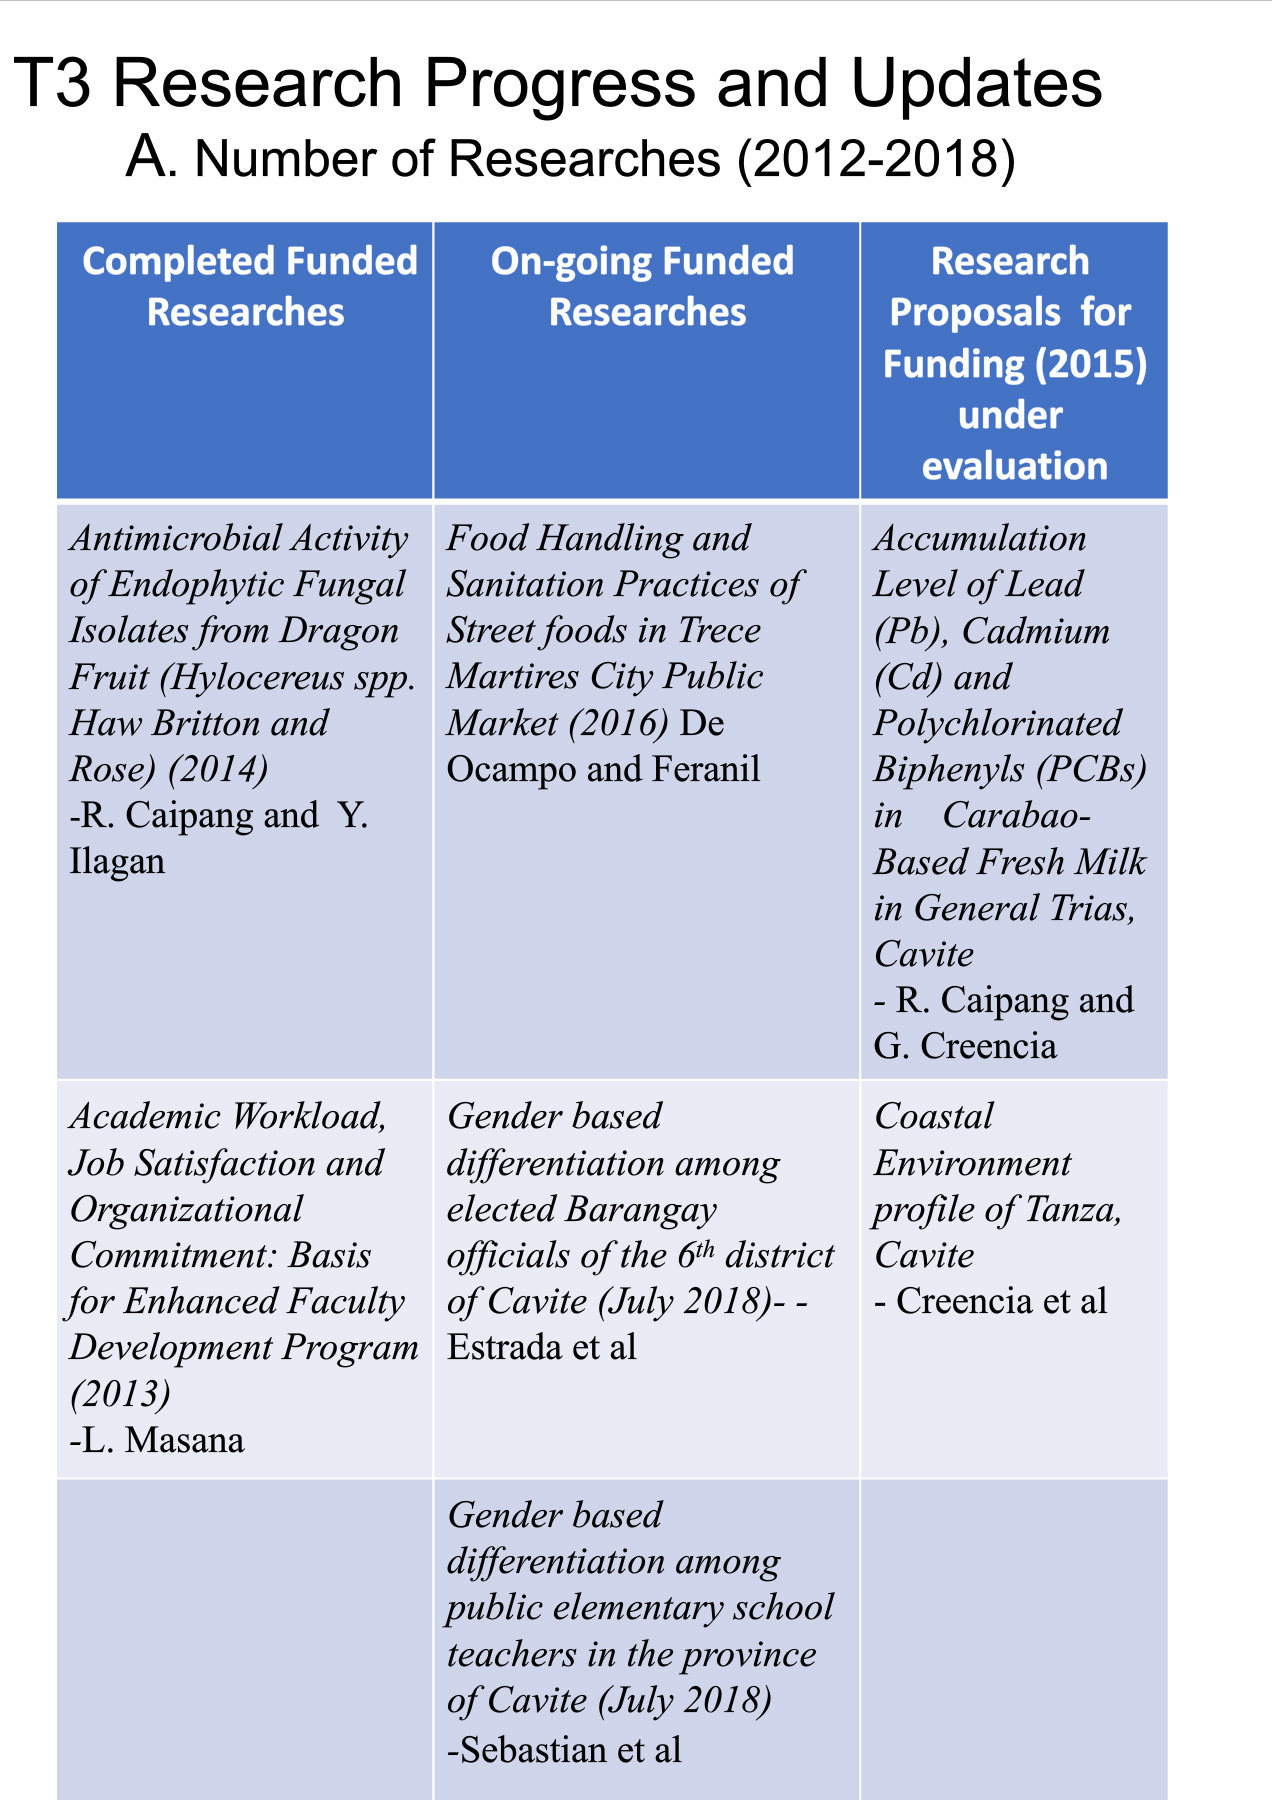 T3 Research Progress and Updates
A. Number of Researches (2012-2018)
Completed Funded
Researches
On-going Funded
Researches
Research
Proposals for
Funding (2015)
under
evaluation
Antimicrobial Activity
of Endophytic Fungal
Isolates from Dragon
Fruit (Hylocereus spp.
Haw Britton and
Rose) (2014)
-R. Caipang and Y.
Ilagan
Food Handling and
Sanitation Practices of
Street foods in Trece
Martires City Public
Market (2016) De
Ocampo and Feranil
Accumulation
Level of Lead
(Pb), Cadmium
(Cd) and
Polychlorinated
Biphenyls (PCBs)
in Carabao-
Based Fresh Milk
in General Trias,
Cavite
- R. Caipang and
G. Creencia
Academic Workload,
Job Satisfaction and
Organizational
Commitment: Basis
for Enhanced Faculty
Development Program
(2013)
-L. Masana
Gender based
differentiation among
elected Barangay
officials of the 6th district
of Cavite (July 2018)- -
Estrada et al
Coastal
Environment
profile of Tanza,
Cavite
- Creencia et al
Gender based
differentiation among
public elementary school
teachers in the province
of Cavite (July 2018)
-Sebastian et al